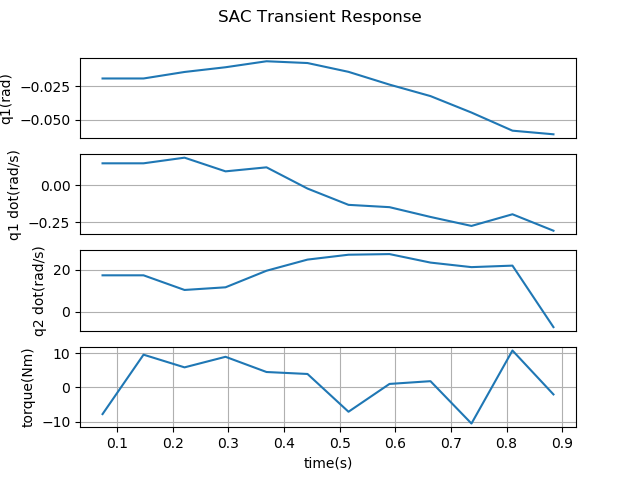 SAC Transient Response
q1(rad)
−0.025
−0.050
q1 dot(rad/s)
0.00
−0.25
q2 dot(rad/s)
20
0
torque(Nm)
10
0
−10
0.1 0.2 0.3 0.4 0.5 0.6 0.7 0.8 0.9
time(s)